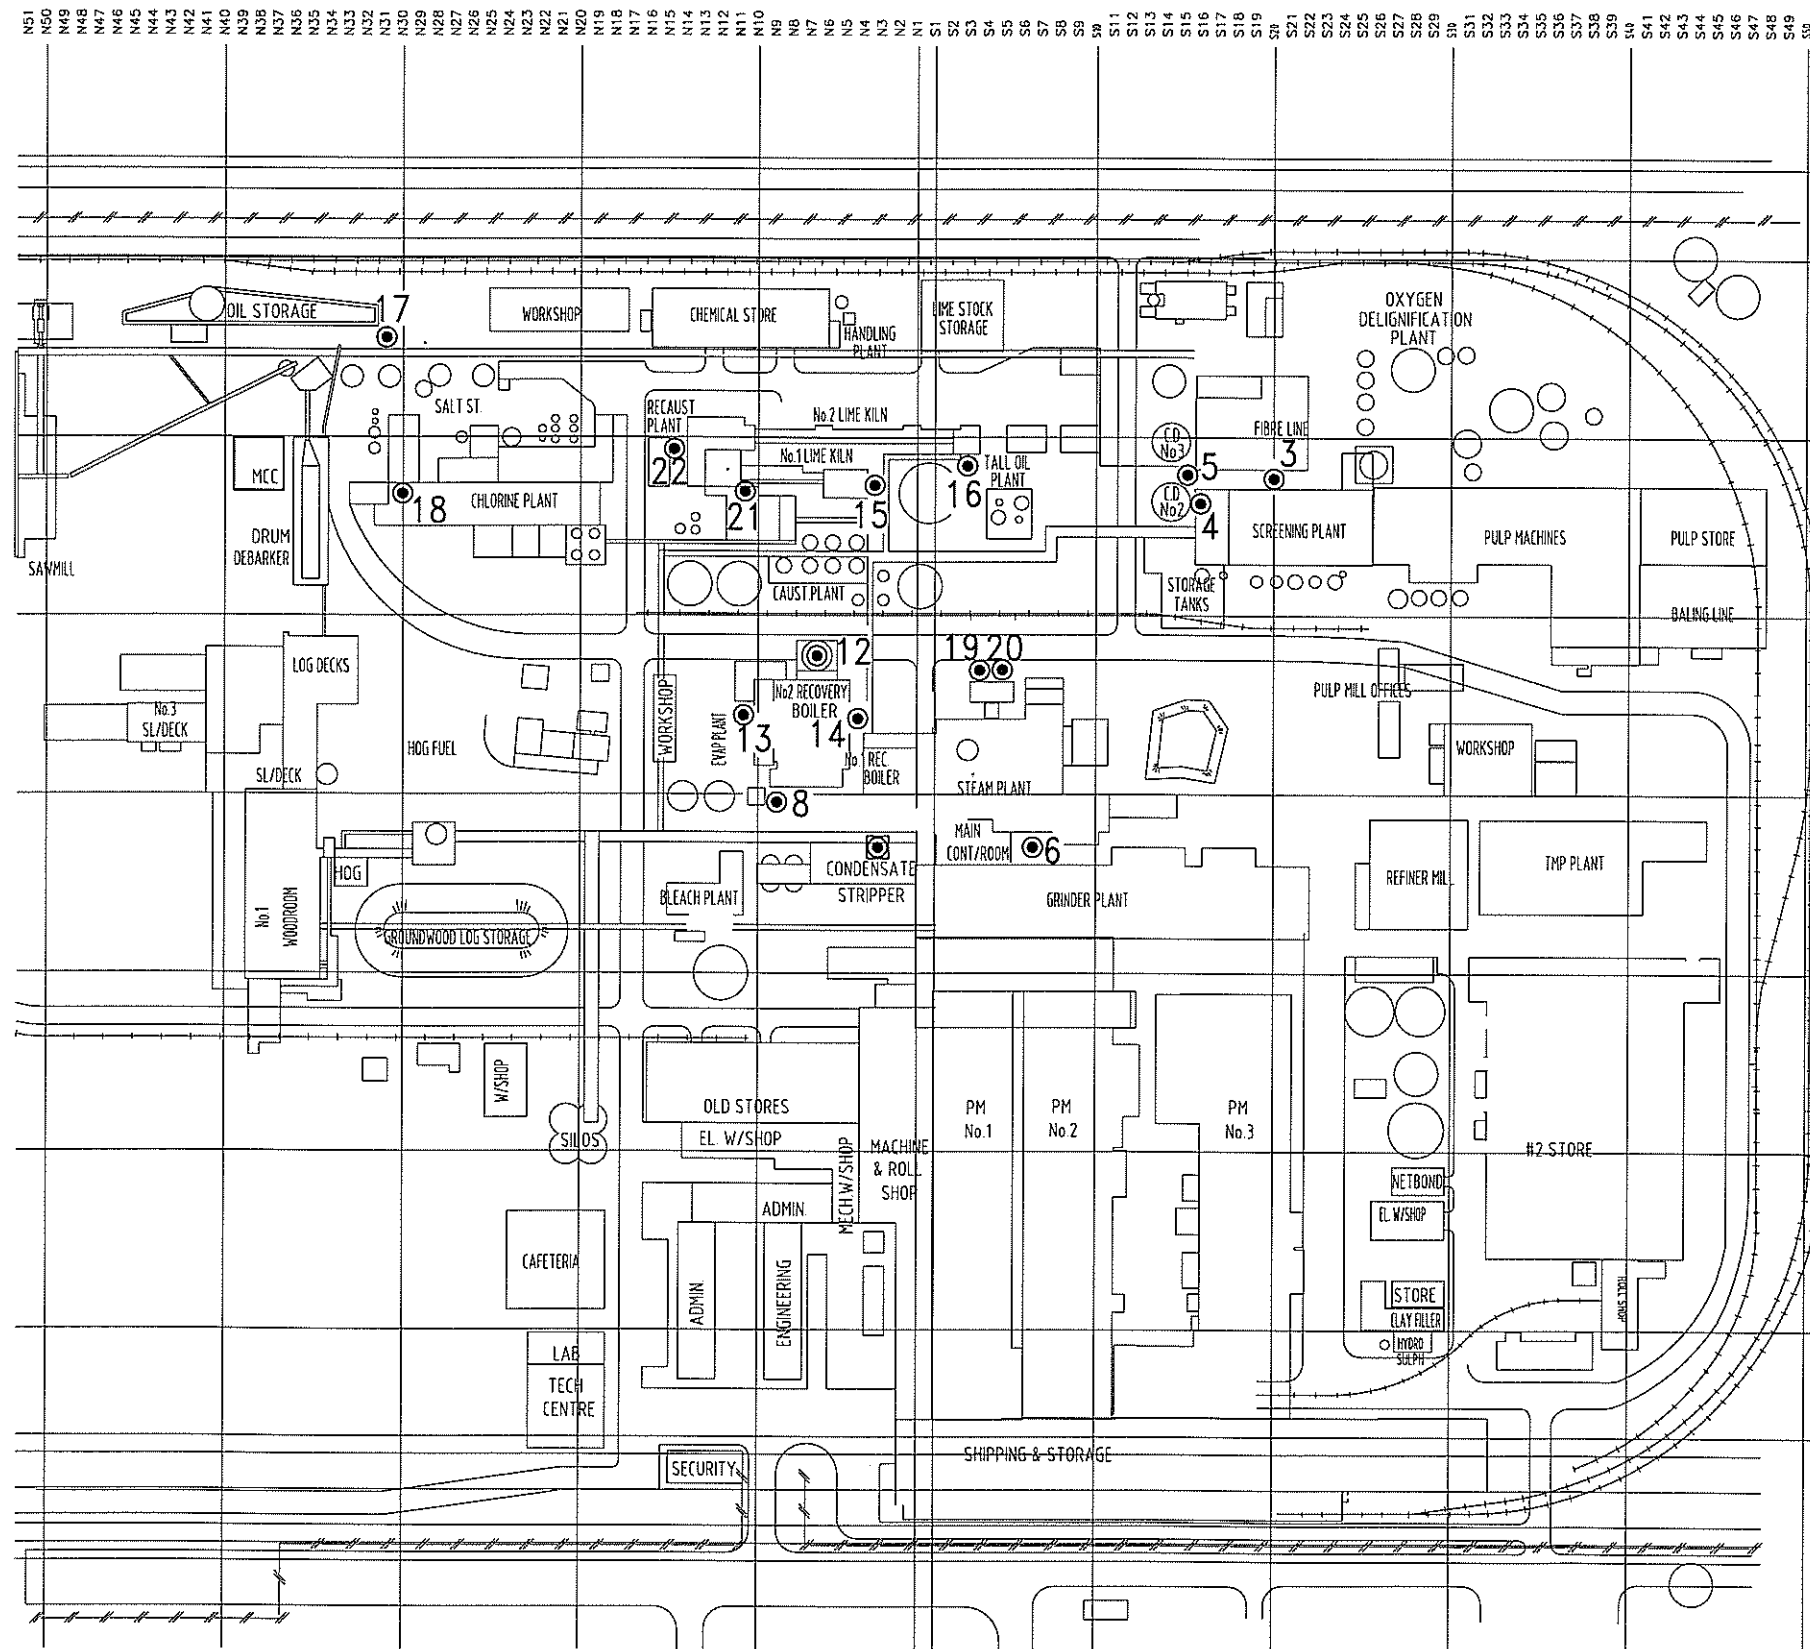 N51 N50 N49 N48 N47 N46 N45 N44 N43 N42 N41 N40 N39 N38 N37 N36 N35 N34 N33 N32 N31 N30 N29 N28 N27 N26 N25 N24 N23 N22 N21 N20 N19 N18 N17 N16 N15 N14 N13 N12 N11 N10 N9 N8 N7 N6 N5 N4 N3 N2 N1 S1 S2 S3 S4 S5 S6 S7 S8 S9 S10 S11 S12 S13 S14 S15 S16 S17 S18 S19 S20 S21 S22 S23 S24 S25 S26 S27 S28 S29 S30 S31 S32 S33 S34 S35 S36 S37 S38 S39 S40 S41 S42 S43 S44 S45 S46 S47 S48 S49 S50
OIL STORAGE
17
WORKSHOP
CHEMICAL STORE
HANDLING
PLANT
LIME STOCK
STORAGE
OXYGEN
DELIGNIFICATION
PLANT
SALT ST.
RECAUST
PLANT
No.2 LIME KILN
No.1 LIME KILN
C.D
No3
FIBRE LINE
MCC
18
CHLORINE PLANT
22
21
15
16
TALL OIL
PLANT
5
3
C.D
No2
4
SCREENING PLANT
PULP MACHINES
PULP STORE
DRUM
DEBARKER
SAWMILL
CAUST.PLANT
STORAGE
TANKS
BALING LINE
LOG DECKS
12
19
20
No.3
SL/DECK
HOG FUEL
SL/DECK
WORKSHOP
EVAP PLANT
No2 RECOVERY
BOILER
13
14
No.
REC.
BOILER
STEAM PLANT
PULP MILL OFFICES
WORKSHOP
8
MAIN
CONT/ROOM
6
CONDENSATE
STRIPPER
HOG
BLEACH PLANT
GRINDER PLANT
REFINER MIL
TMP PLANT
No.1
WOODROOM
GROUNDWOOD LOG STORAGE
W/SHOP
SILOS
OLD STORES
EL. W/SHOP
MECH.W/SHOP
MACHINE
& ROLL
SHOP
PM
No.1
PM
No.2
PM
No.3
#2 STORE
NETBOND
EL. W/SHOP
ADMIN
CAFETERIA
ADMIN
ENGINEERING
STORE
CLAY FILLER
HYDRO
SULPH
ROLL SHOP
LAB
TECH
CENTRE
SECURITY
SHIPPING & STORAGE